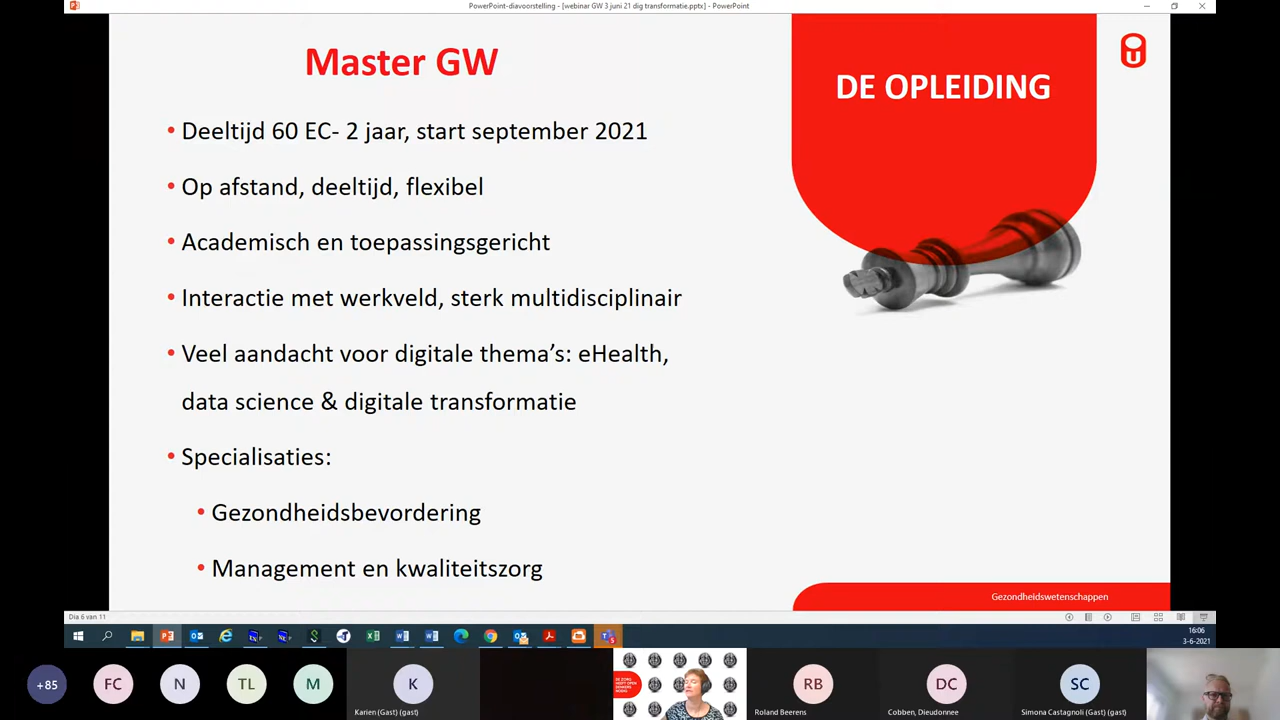 PowerPoint-diavoorstelling - [webinar GW 3 juni 21 dig transformatie.pptx] - PowerPoint
Master GW
DE OPLEIDING
• Deeltijd 60 EC- 2 jaar, start september 2021
• Op afstand, deeltijd, flexibel
• Academisch en toepassingsgericht
• Interactie met werkveld, sterk multidisciplinair
• Veel aandacht voor digitale thema's: eHealth,
data science & digitale transformatie
• Specialisaties:
• Gezondheidsbevordering
• Management en kwaliteitszorg
Gezondheidswetenschappen
Dia 6 van 11
16:06
3-6-2021
+85
FC
N
TL
M
K
RB
DC
SC
Karien (Gast) (gast)
Roland Beerens
Cobben, Dieudonnee
Simona Castagnoli (Gast) (gast)